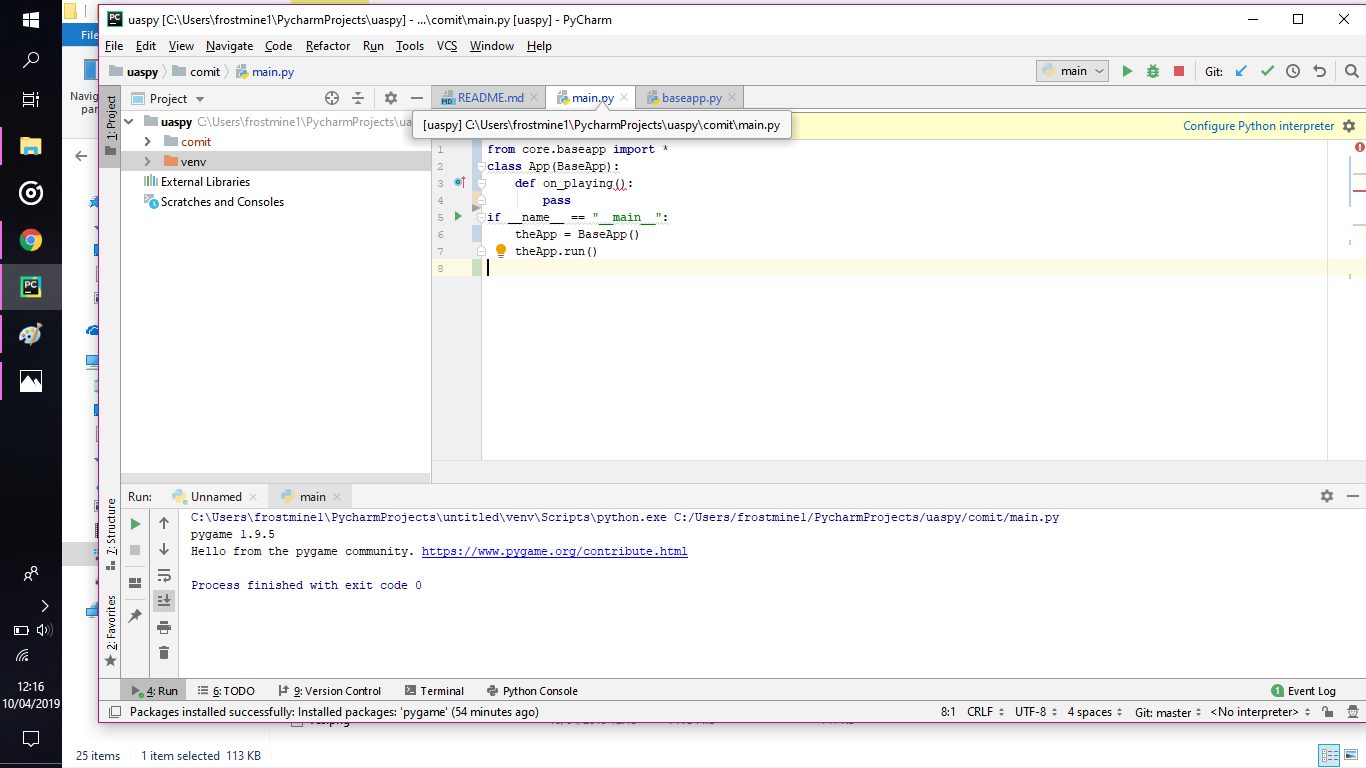 uaspy [C:\Users\frostmine1\PycharmProjects\uaspy] - ...\comit\main.py [uaspy] - PyCharm
File
File Edit View Navigate Code Refactor Run Tools VCS Window Help
uaspy comit main.py main Git:
Navig
pan
1: Project
Project README.md main.py baseapp.py
uaspy C:\Users\frostmine1\PycharmProjects\uas
[uaspy] C:\Users\frostmine1\PycharmProjects\uaspy\comit\main.py
Configure Python interpreter
comit
venv
External Libraries
Scratches and Consoles
1 from core.baseapp import *
2 class App(BaseApp):
3 def on_playing():
4 pass
5 if __name__ == "__main__":
6 theApp = BaseApp()
7 theApp.run()
8
Run: Unnamed main
C:\Users\frostmine1\PycharmProjects\untitled\venv\Scripts\python.exe C:/Users/frostmine1/PycharmProjects/uaspy/comit/main.py
pygame 1.9.5
Hello from the pygame community. https://www.pygame.org/contribute.html
Process finished with exit code 0
7: Structure
2: Favorites
4: Run 6: TODO 9: Version Control Terminal Python Console 1 Event Log
Packages installed successfully: Installed packages: 'pygame' (54 minutes ago) 8:1 CRLF UTF-8 4 spaces Git: master <No interpreter>
12:16
10/04/2019
25 items 1 item selected 113 KB